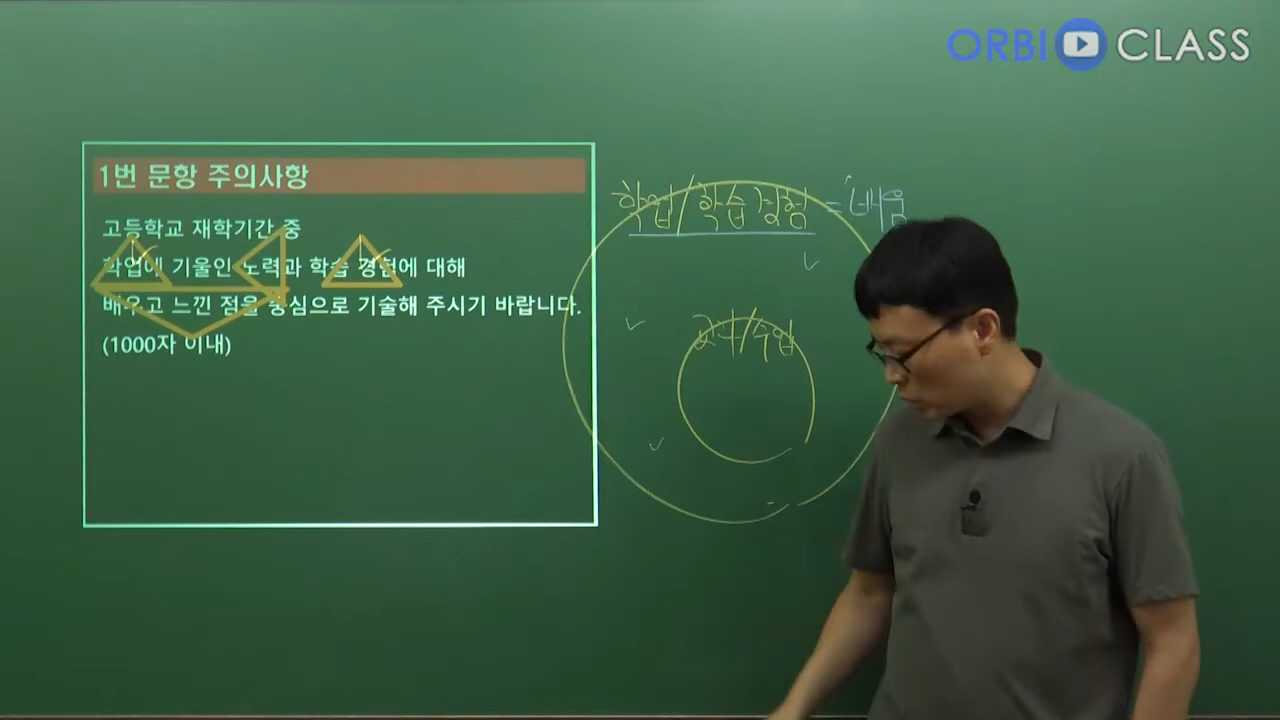 ORBI CLASS
1번 문항 주의사항
고등학교 재학기간 중
학업에 기울인 노력과 학습 경험에 대해
배우고 느낀 점을 중심으로 기술해 주시기 바랍니다.
(1000자 이내)
학업/학습경험 = 배움
교과/수업